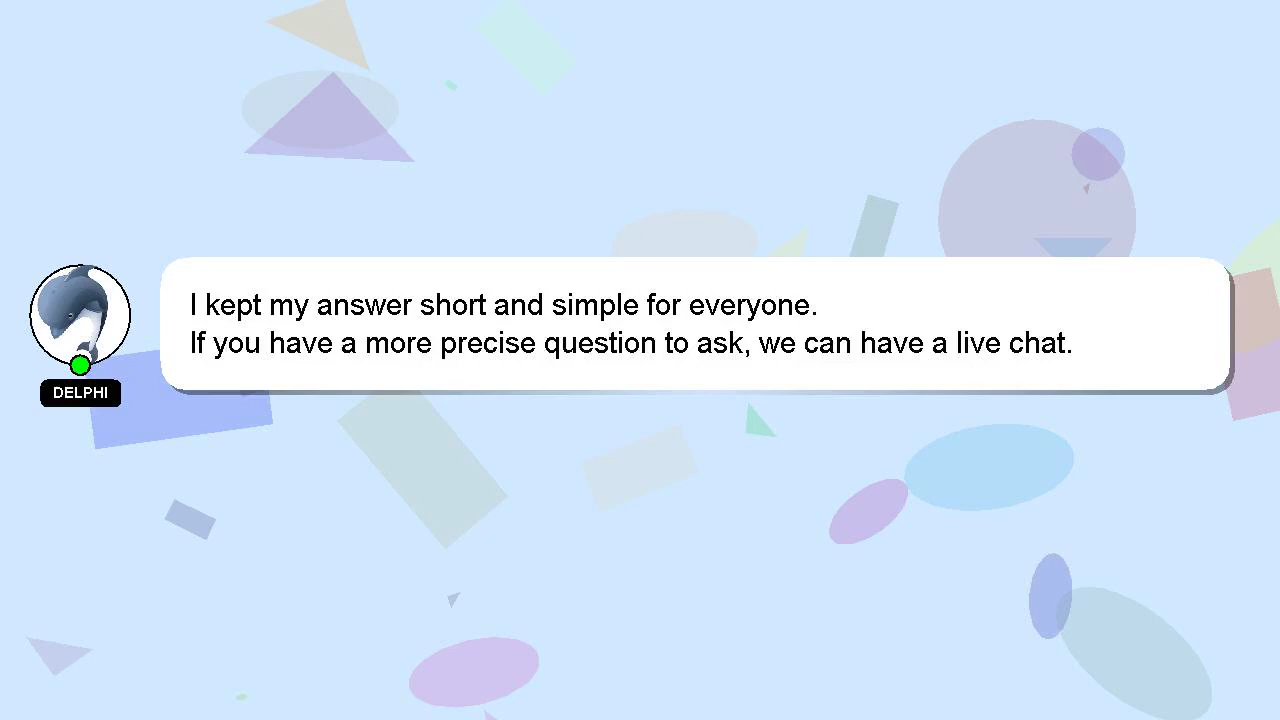 I kept my answer short and simple for everyone.
If you have a more precise question to ask, we can have a live chat.
DELPHI